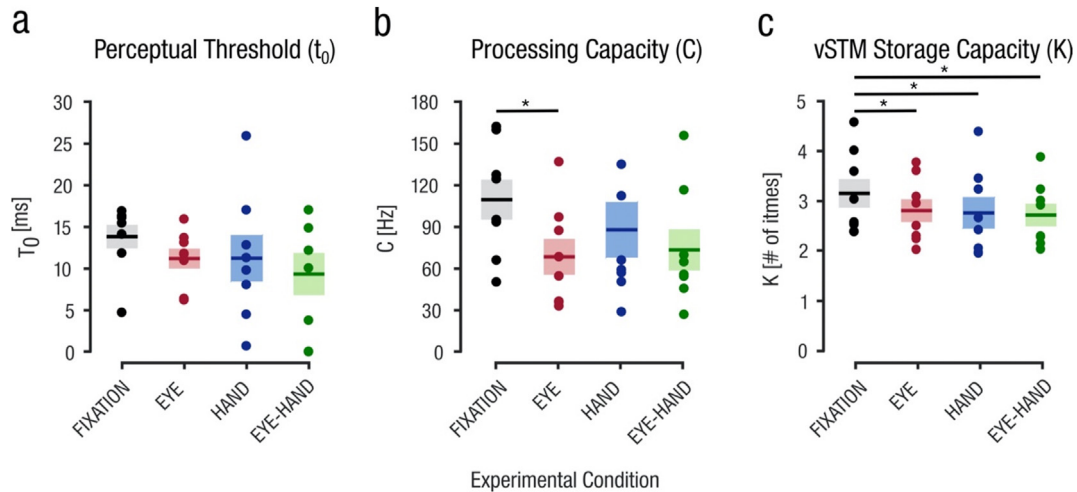 a
Perceptual Threshold (t0)
T0 [ms]
30
25
20
15
10
5
0
FIXATION
EYE
HAND
EYE-HAND
b
Processing Capacity (C)
C [Hz]
180
150
120
90
60
30
0
*
FIXATION
EYE
HAND
EYE-HAND
c
vSTM Storage Capacity (K)
K [# of itmes]
5
4
3
2
1
0
*
*
*
FIXATION
EYE
HAND
EYE-HAND
Experimental Condition